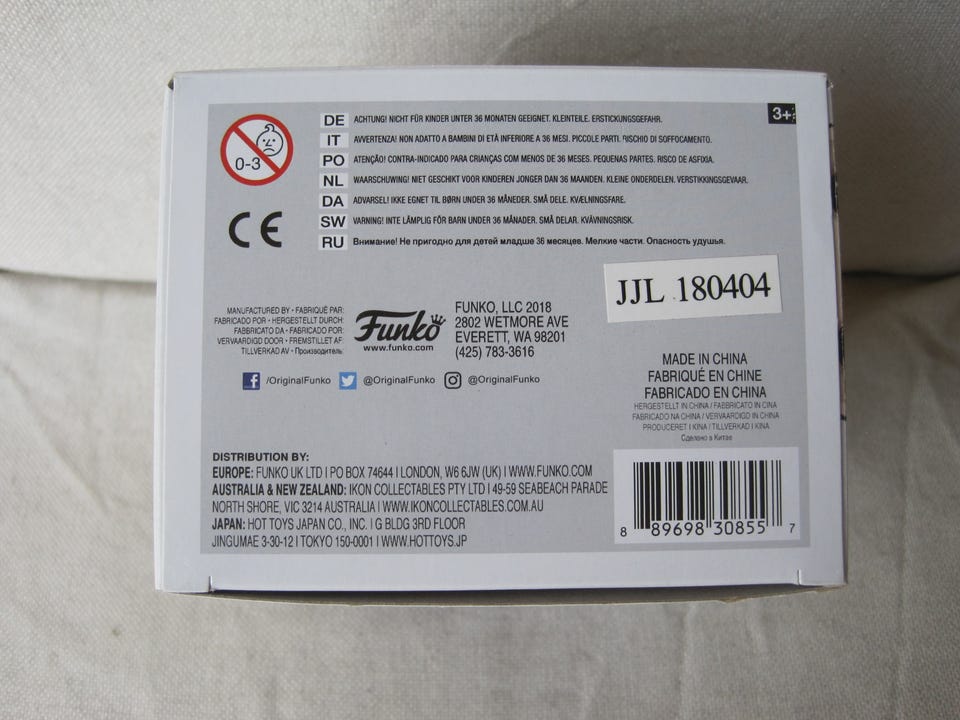 3+
0-3
DE ACHTUNG! NICHT FÜR KINDER UNTER 36 MONATEN GEEIGNET. KLEINTEILE. ERSTICKUNGSGEFAHR.
IT AVVERTENZA! NON ADATTO A BAMBINI DI ETÀ INFERIORE A 36 MESI. PICCOLE PARTI. RISCHIO DI SOFFOCAMENTO.
PO ATENÇÃO! CONTRA-INDICADO PARA CRIANÇAS COM MENOS DE 36 MESES. PEQUENAS PARTES. RISCO DE ASFIXIA.
NL WAARSCHUWING! NIET GESCHIKT VOOR KINDEREN JONGER DAN 36 MAANDEN. KLEINE ONDERDELEN. VERSTIKKINGSGEVAAR.
DA ADVARSEL! IKKE EGNET TIL BØRN UNDER 36 MÅNEDER. SMÅ DELE. KVÆLNINGSFARE.
SW VARNING! INTE LÄMPLIG FÖR BARN UNDER 36 MÅNADER. SMÅ DELAR. KVÄVNINGSRISK.
RU Внимание! Не пригодно для детей младше 36 месяцев. Мелкие части. Опасность удушья.
CE
JJL 180404
MANUFACTURED BY • FABRIQUÉ PAR:
FABRICADO POR • HERGESTELLT DURCH:
FABBRICATO DA • FABRICADO POR:
VERVAARDIGD DOOR • FREMSTILLET AF:
TILLVERKAD AV • Производитель:
Funko
www.funko.com
FUNKO, LLC 2018
2802 WETMORE AVE
EVERETT, WA 98201
(425) 783-3616
/OriginalFunko @OriginalFunko @OriginalFunko
MADE IN CHINA
FABRIQUÉ EN CHINE
FABRICADO EN CHINA
HERGESTELLT IN CHINA / FABBRICATO IN CINA
FABRICADO NA CHINA / VERVAARDIGD IN CHINA
PRODUCERET I KINA / TILLVERKAD I KINA
Сделано в Китае
DISTRIBUTION BY:
EUROPE: FUNKO UK LTD | PO BOX 74644 | LONDON, W6 6JW (UK) | WWW.FUNKO.COM
AUSTRALIA & NEW ZEALAND: IKON COLLECTABLES PTY LTD | 49-59 SEABEACH PARADE
NORTH SHORE, VIC 3214 AUSTRALIA | WWW.IKONCOLLECTABLES.COM.AU
JAPAN: HOT TOYS JAPAN CO., INC. | G BLDG 3RD FLOOR
JINGUMAE 3-30-12 | TOKYO 150-0001 | WWW.HOTTOYS.JP
8 89698 30855 7